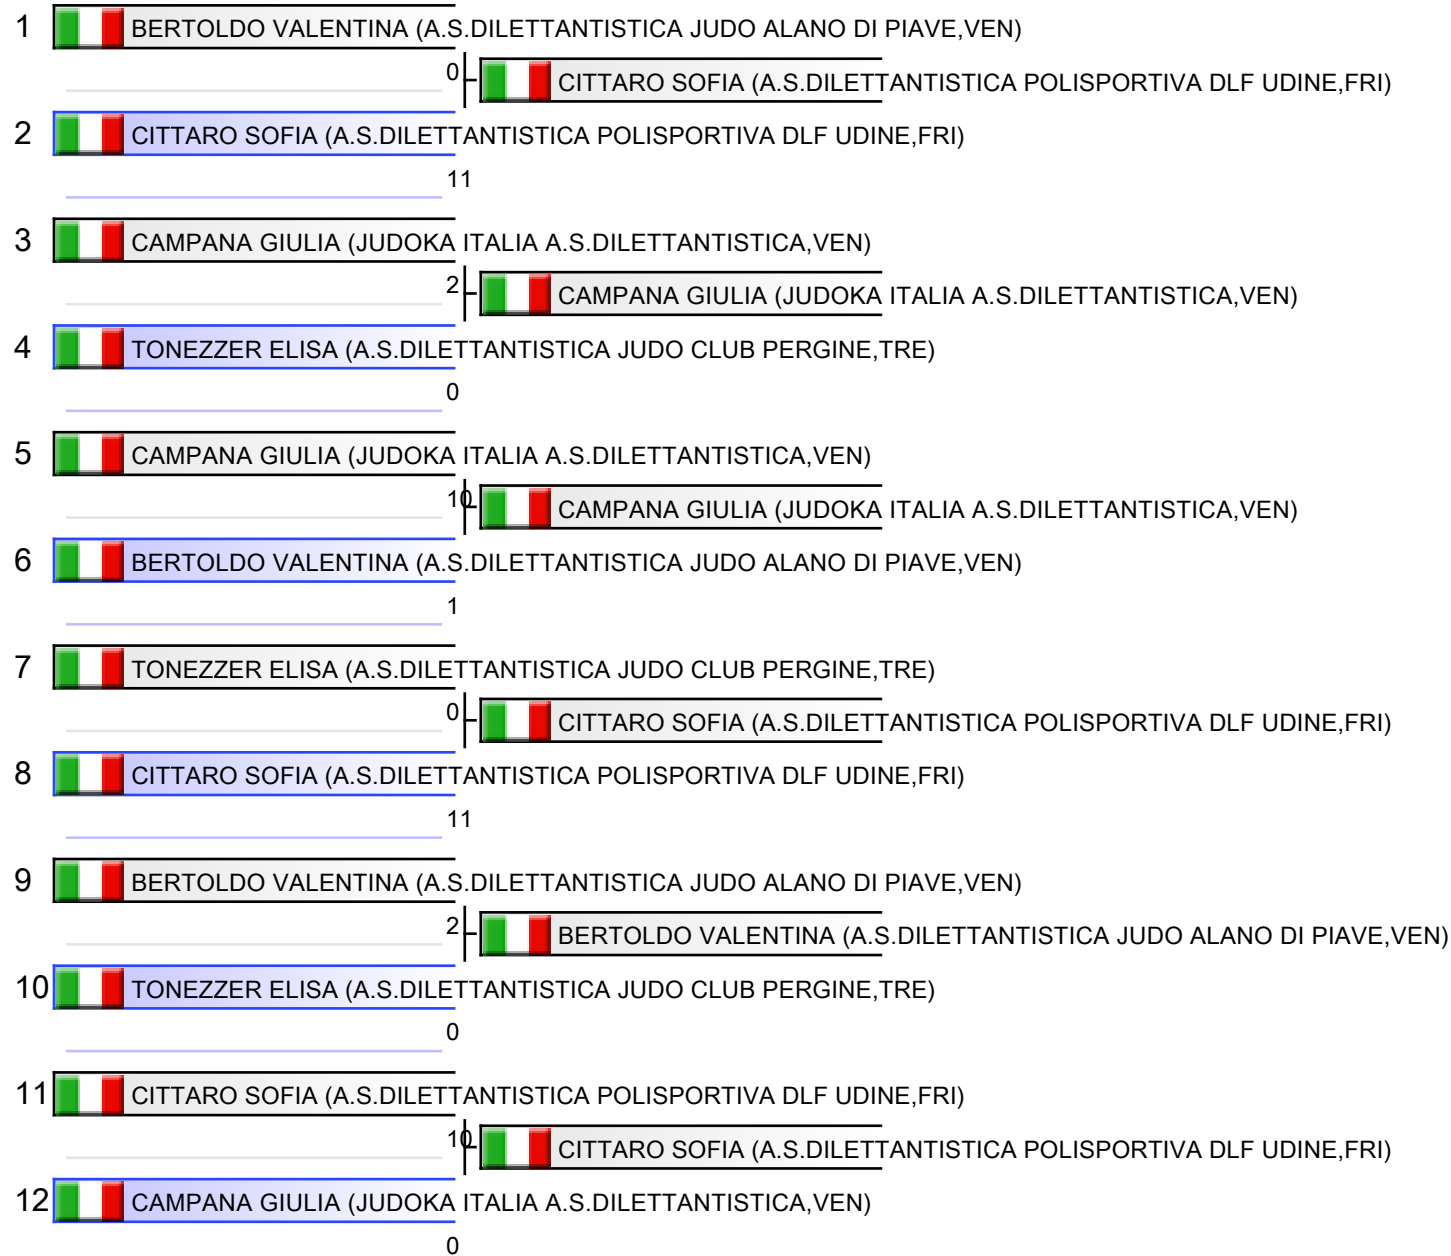 1 BERTOLDO VALENTINA (A.S.DILETTANTISTICA JUDO ALANO DI PIAVE,VEN)
0 CITTARO SOFIA (A.S.DILETTANTISTICA POLISPORTIVA DLF UDINE,FRI)
2 CITTARO SOFIA (A.S.DILETTANTISTICA POLISPORTIVA DLF UDINE,FRI)
11
3 CAMPANA GIULIA (JUDOKA ITALIA A.S.DILETTANTISTICA,VEN)
2 CAMPANA GIULIA (JUDOKA ITALIA A.S.DILETTANTISTICA,VEN)
4 TONEZZER ELISA (A.S.DILETTANTISTICA JUDO CLUB PERGINE,TRE)
0
5 CAMPANA GIULIA (JUDOKA ITALIA A.S.DILETTANTISTICA,VEN)
10 CAMPANA GIULIA (JUDOKA ITALIA A.S.DILETTANTISTICA,VEN)
6 BERTOLDO VALENTINA (A.S.DILETTANTISTICA JUDO ALANO DI PIAVE,VEN)
1
7 TONEZZER ELISA (A.S.DILETTANTISTICA JUDO CLUB PERGINE,TRE)
0 CITTARO SOFIA (A.S.DILETTANTISTICA POLISPORTIVA DLF UDINE,FRI)
8 CITTARO SOFIA (A.S.DILETTANTISTICA POLISPORTIVA DLF UDINE,FRI)
11
9 BERTOLDO VALENTINA (A.S.DILETTANTISTICA JUDO ALANO DI PIAVE,VEN)
2 BERTOLDO VALENTINA (A.S.DILETTANTISTICA JUDO ALANO DI PIAVE,VEN)
10 TONEZZER ELISA (A.S.DILETTANTISTICA JUDO CLUB PERGINE,TRE)
0
11 CITTARO SOFIA (A.S.DILETTANTISTICA POLISPORTIVA DLF UDINE,FRI)
10 CITTARO SOFIA (A.S.DILETTANTISTICA POLISPORTIVA DLF UDINE,FRI)
12 CAMPANA GIULIA (JUDOKA ITALIA A.S.DILETTANTISTICA,VEN)
0